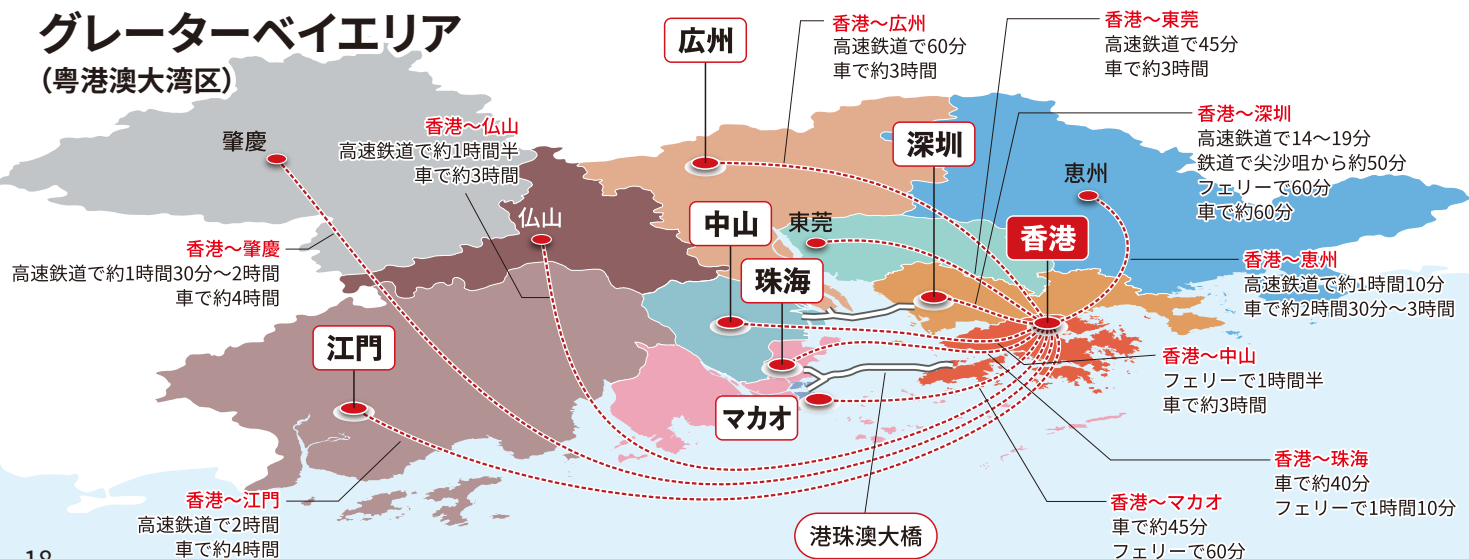 グレーターベイエリア
（粤港澳大湾区）
広州
香港〜広州
高速鉄道で60分
車で約3時間
香港〜東莞
高速鉄道で45分
車で約3時間
肇慶
香港〜仏山
高速鉄道で約1時間半
車で約3時間
深圳
香港〜深圳
高速鉄道で14〜19分
鉄道で尖沙咀から約50分
フェリーで60分
車で約60分
恵州
仏山
中山
東莞
香港
香港〜肇慶
高速鉄道で約1時間30分〜2時間
車で約4時間
珠海
香港〜恵州
高速鉄道で約1時間10分
車で約2時間30分〜3時間
江門
香港〜中山
フェリーで1時間半
車で約3時間
マカオ
香港〜珠海
車で約40分
フェリーで1時間10分
香港〜江門
高速鉄道で2時間
車で約4時間
香港〜マカオ
車で約45分
フェリーで60分
港珠澳大橋
18